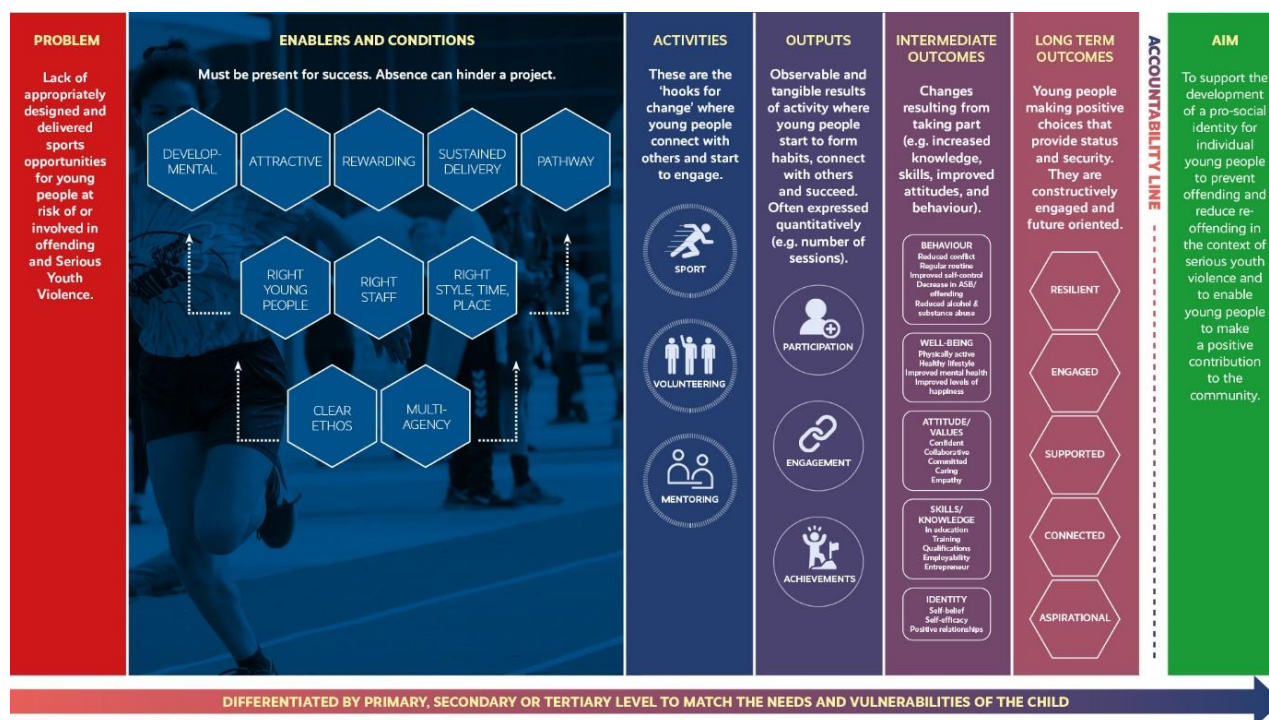 PROBLEM
Lack of
appropriately
designed and
delivered
sports
opportunities
for young
people at
risk of or
involved in
offending
and Serious
Youth
Violence.
ENABLERS AND CONDITIONS
Must be present for success. Absence can hinder a project.
DEVELOP-
MENTAL
ATTRACTIVE
REWARDING
SUSTAINED
DELIVERY
PATHWAY
RIGHT
YOUNG
PEOPLE
RIGHT
STAFF
RIGHT
STYLE, TIME,
PLACE
CLEAR
ETHOS
MULTI-
AGENCY
ACTIVITIES
These are the
‘hooks for
change’ where
young people
connect with
others and start
to engage.
SPORT
VOLUNTEERING
MENTORING
OUTPUTS
Observable and
tangible results
of activity where
young people
start to form
habits, connect
with others
and succeed.
Often expressed
quantitatively
(e.g. number of
sessions).
PARTICIPATION
ENGAGEMENT
ACHIEVEMENTS
INTERMEDIATE
OUTCOMES
Changes
resulting from
taking part
(e.g. increased
knowledge,
skills, improved
attitudes, and
behaviour).
BEHAVIOUR
Reduced conflict
Regular routine
Improved self-control
Decrease in ASB/
offending
Reduced alcohol &
substance abuse
WELL-BEING
Physically active
Healthy lifestyle
Improved mental health
Improved levels of
happiness
ATTITUDE/
VALUES
Confident
Collaborative
Committed
Caring
Empathy
SKILLS/
KNOWLEDGE
In education
Training
Qualifications
Employability
Entrepreneur
IDENTITY
Self-belief
Self-efficacy
Positive relationships
LONG TERM
OUTCOMES
Young people
making positive
choices that
provide status
and security.
They are
constructively
engaged and
future oriented.
RESILIENT
ENGAGED
SUPPORTED
CONNECTED
ASPIRATIONAL
ACCOUNTABILITY LINE
AIM
To support the
development
of a pro-social
identity for
individual
young people
to prevent
offending and
reduce re-
offending in
the context of
serious youth
violence and
to enable
young people
to make
a positive
contribution
to the
community.
DIFFERENTIATED BY PRIMARY, SECONDARY OR TERTIARY LEVEL TO MATCH THE NEEDS AND VULNERABILITIES OF THE CHILD